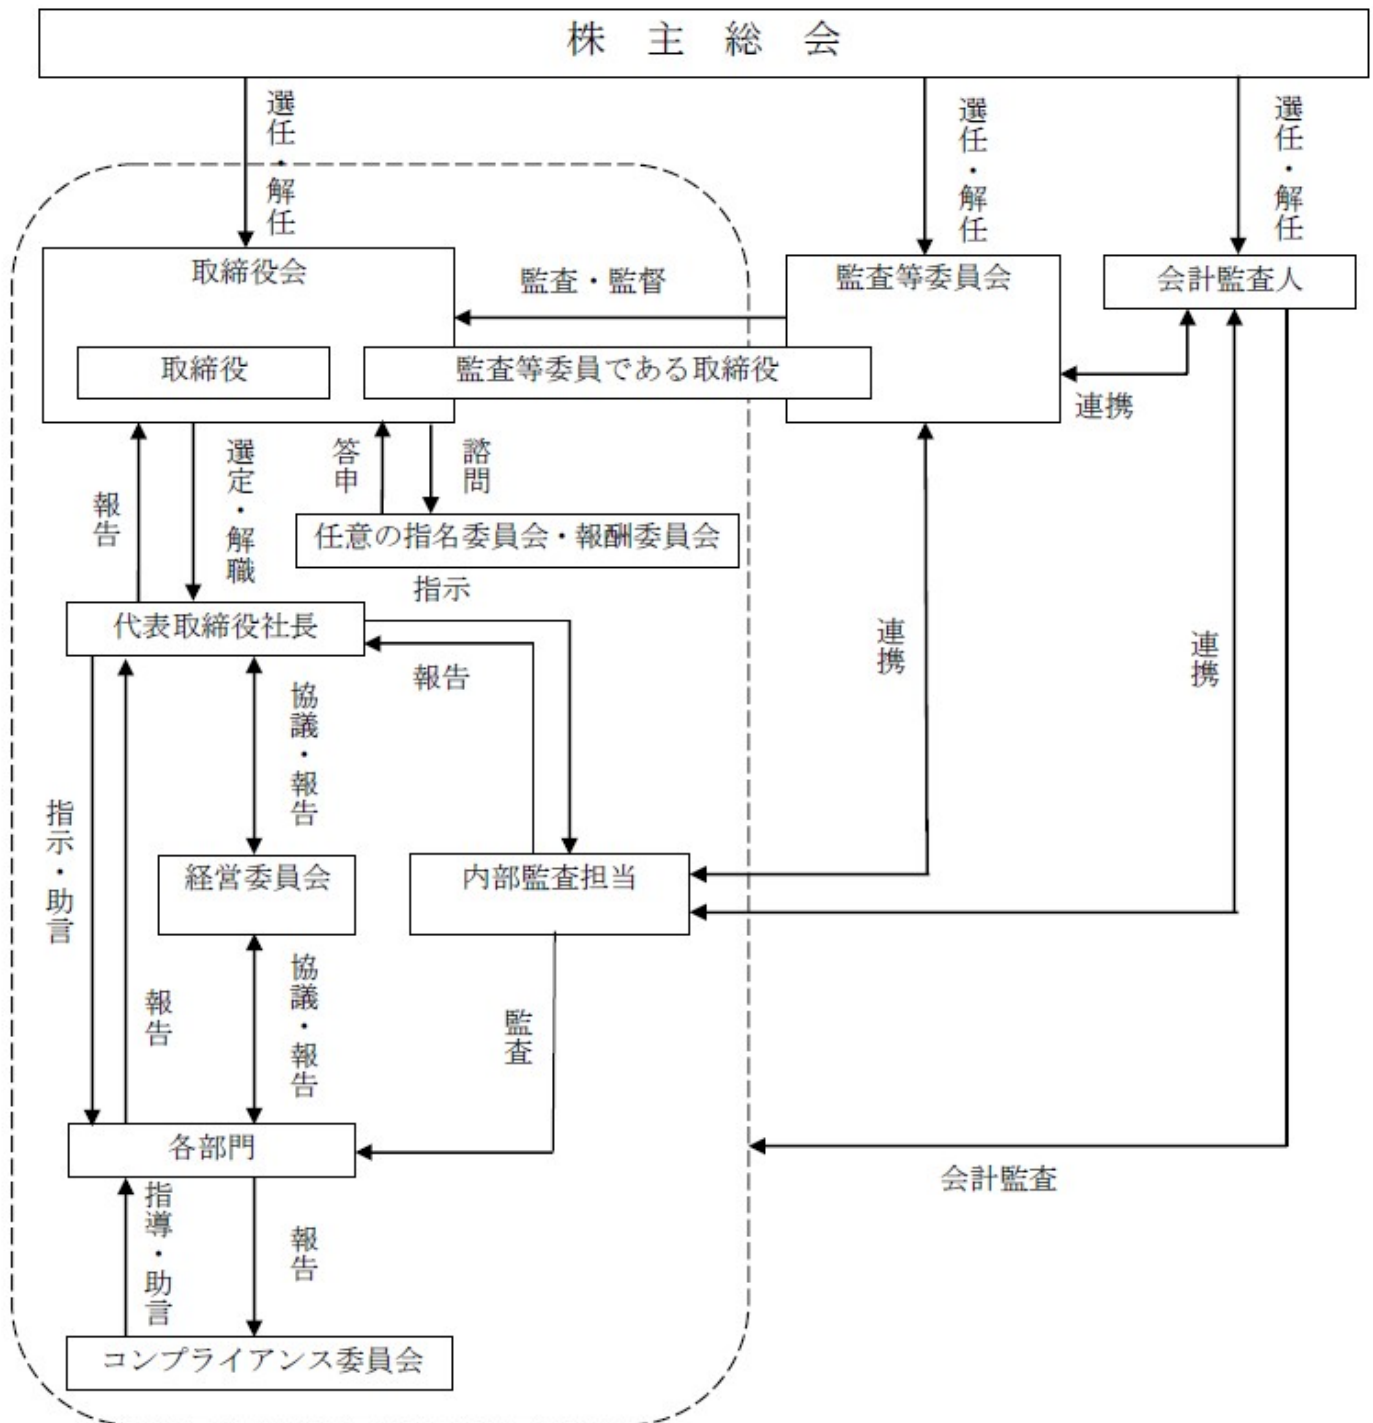 株　主　総　会
選任・解任
選任・解任
選任・解任
取締役会
監査・監督
監査等委員会
会計監査人
取締役
監査等委員である取締役
連携
報告
選定・解職
答申
諮問
任意の指名委員会・報酬委員会
指示
代表取締役社長
報告
連携
連携
協議・報告
指示・助言
経営委員会
内部監査担当
報告
協議・報告
監査
各部門
会計監査
指導・助言
報告
コンプライアンス委員会